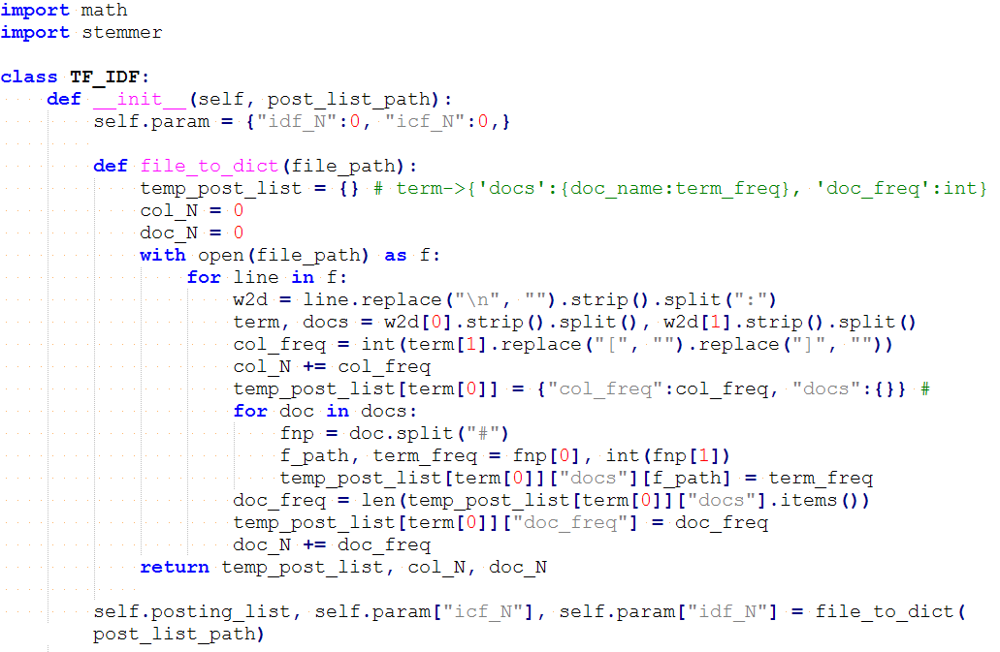 import math
import stemmer

class TF_IDF:
    def __init__(self, post_list_path):
        self.param = {"idf_N":0, "icf_N":0,}

        def file_to_dict(file_path):
            temp_post_list = {} # term->{'docs':{doc_name:term_freq}, 'doc_freq':int}
            col_N = 0
            doc_N = 0
            with open(file_path) as f:
                for line in f:
                    w2d = line.replace("\n", "").strip().split(":")
                    term, docs = w2d[0].strip().split(), w2d[1].strip().split()
                    col_freq = int(term[1].replace("[", "").replace("]", ""))
                    col_N += col_freq
                    temp_post_list[term[0]] = {"col_freq":col_freq, "docs":{}} #
                    for doc in docs:
                        fnp = doc.split("#")
                        f_path, term_freq = fnp[0], int(fnp[1])
                        temp_post_list[term[0]]["docs"][f_path] = term_freq
                    doc_freq = len(temp_post_list[term[0]]["docs"].items())
                    temp_post_list[term[0]]["doc_freq"] = doc_freq
                    doc_N += doc_freq
            return temp_post_list, col_N, doc_N

        self.posting_list, self.param["icf_N"], self.param["idf_N"] = file_to_dict(
        post_list_path)